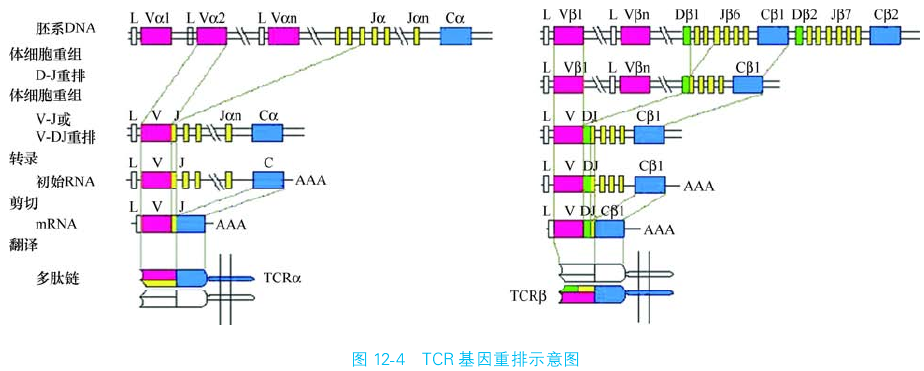 胚系DNA
L Vα1 L Vα2 L Vαn Jα Jαn Cα
L Vβ1 L Vβn Dβ1 Jβ6 Cβ1 Dβ2 Jβ7 Cβ2
体细胞重组
D-J重排
L Vβ1 L Vβn Cβ1
体细胞重组
V-J或
V-DJ重排
L V J Jαn Cα
L V DJ Cβ1
转录
初始RNA
L V J C AAA
L V DJ Cβ1 AAA
剪切
mRNA
L V J AAA
L V DJ Cβ1 AAA
翻译
多肽链
TCRα
TCRβ
图 12-4 TCR 基因重排示意图